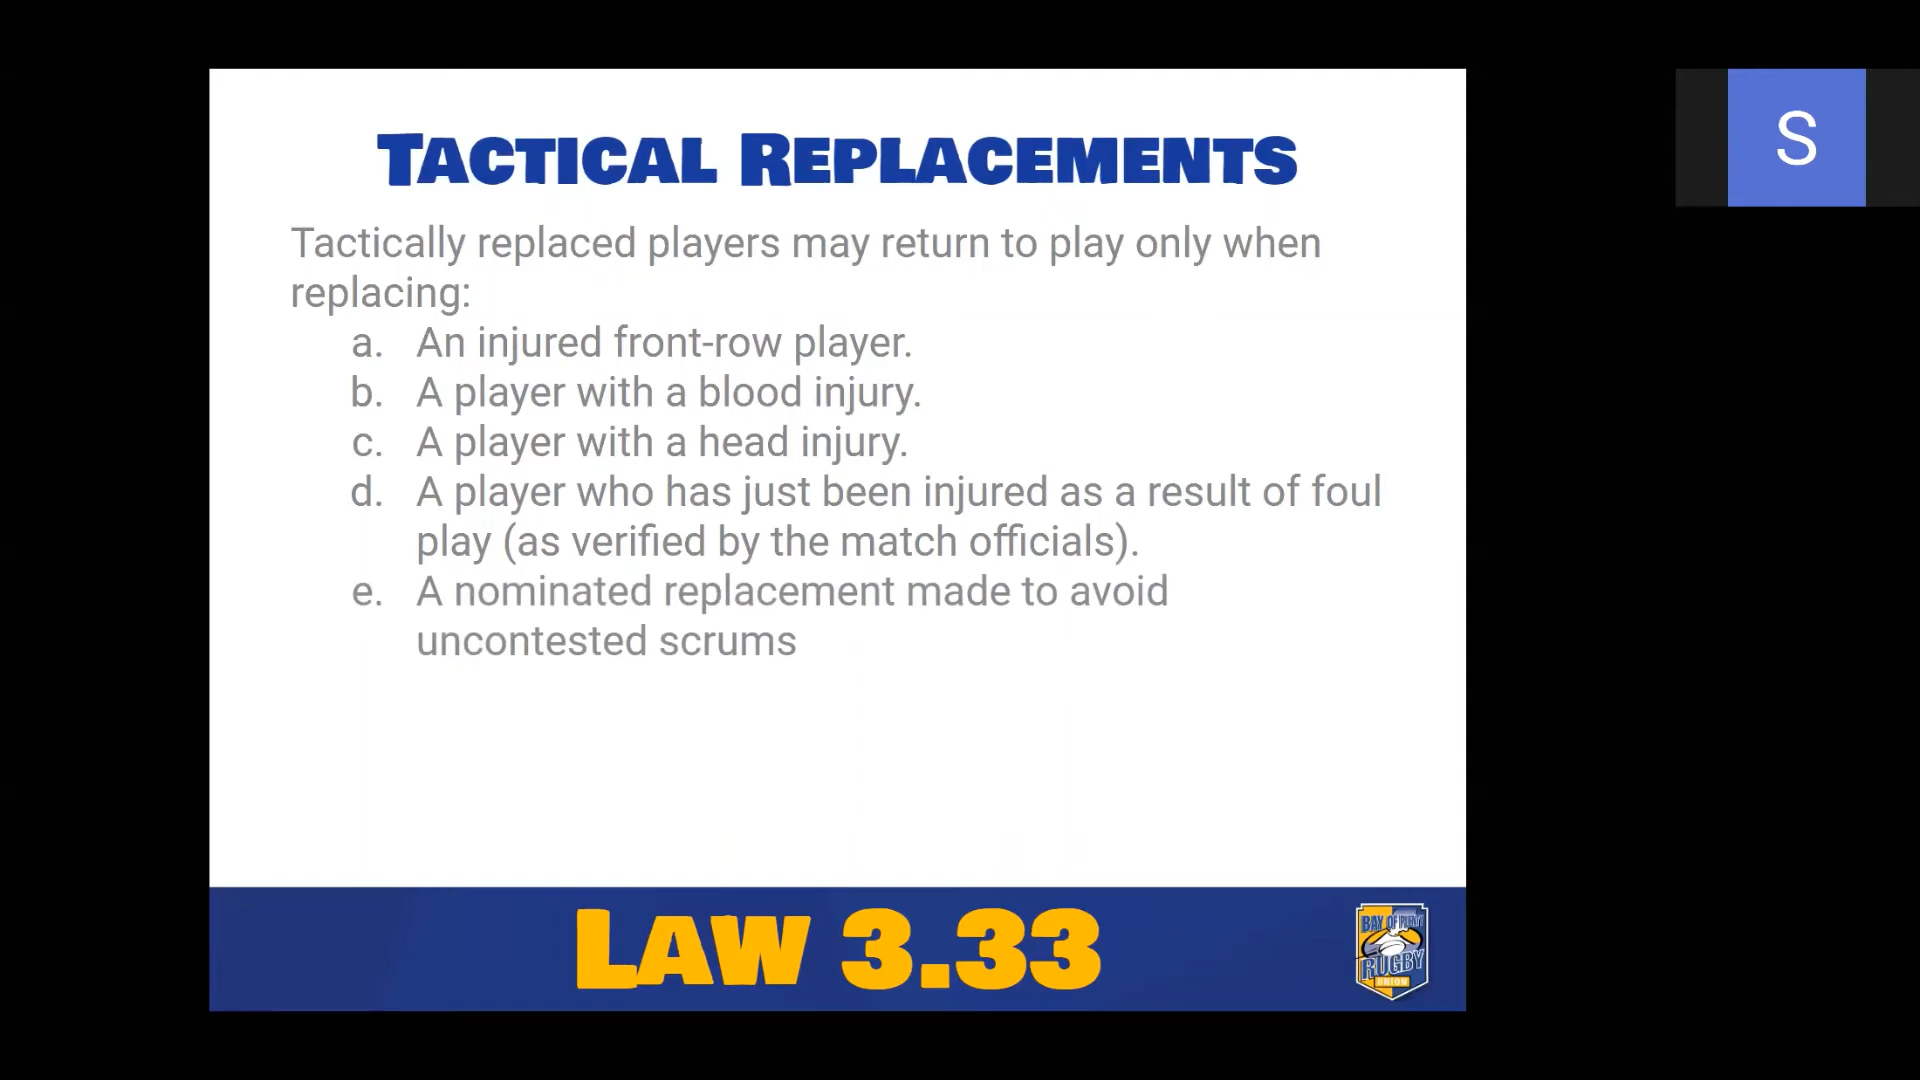 TACTICAL REPLACEMENTS
S
Tactically replaced players may return to play only when
replacing:
a. An injured front-row player.
b. A player with a blood injury.
c. A player with a head injury.
d. A player who has just been injured as a result of foul
play (as verified by the match officials).
e. A nominated replacement made to avoid
uncontested scrums
LAW 3.33
BAY OF PLENTY
RUGBY
UNION